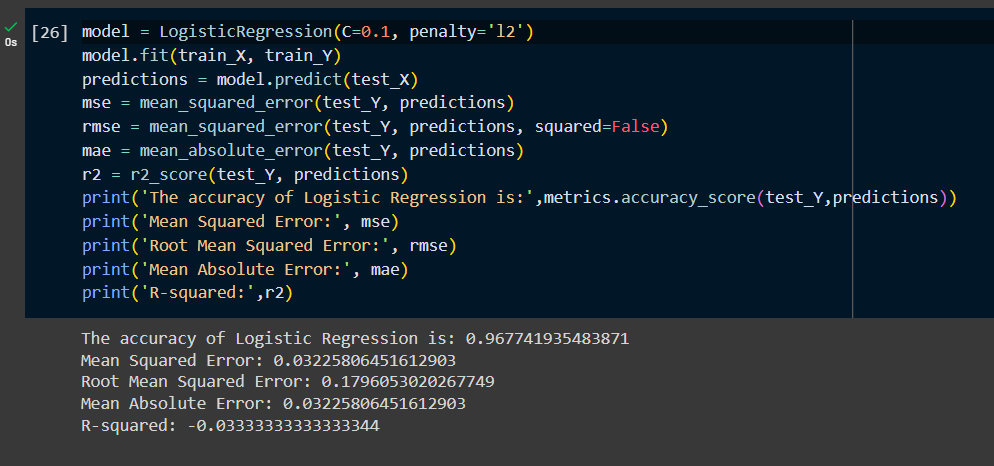 [26] model = LogisticRegression(C=0.1, penalty='l2')
model.fit(train_X, train_Y)
predictions = model.predict(test_X)
mse = mean_squared_error(test_Y, predictions)
rmse = mean_squared_error(test_Y, predictions, squared=False)
mae = mean_absolute_error(test_Y, predictions)
r2 = r2_score(test_Y, predictions)
print('The accuracy of Logistic Regression is:',metrics.accuracy_score(test_Y,predictions))
print('Mean Squared Error:', mse)
print('Root Mean Squared Error:', rmse)
print('Mean Absolute Error:', mae)
print('R-squared:',r2)
0s
The accuracy of Logistic Regression is: 0.967741935483871
Mean Squared Error: 0.03225806451612903
Root Mean Squared Error: 0.1796053020267749
Mean Absolute Error: 0.03225806451612903
R-squared: -0.03333333333333344